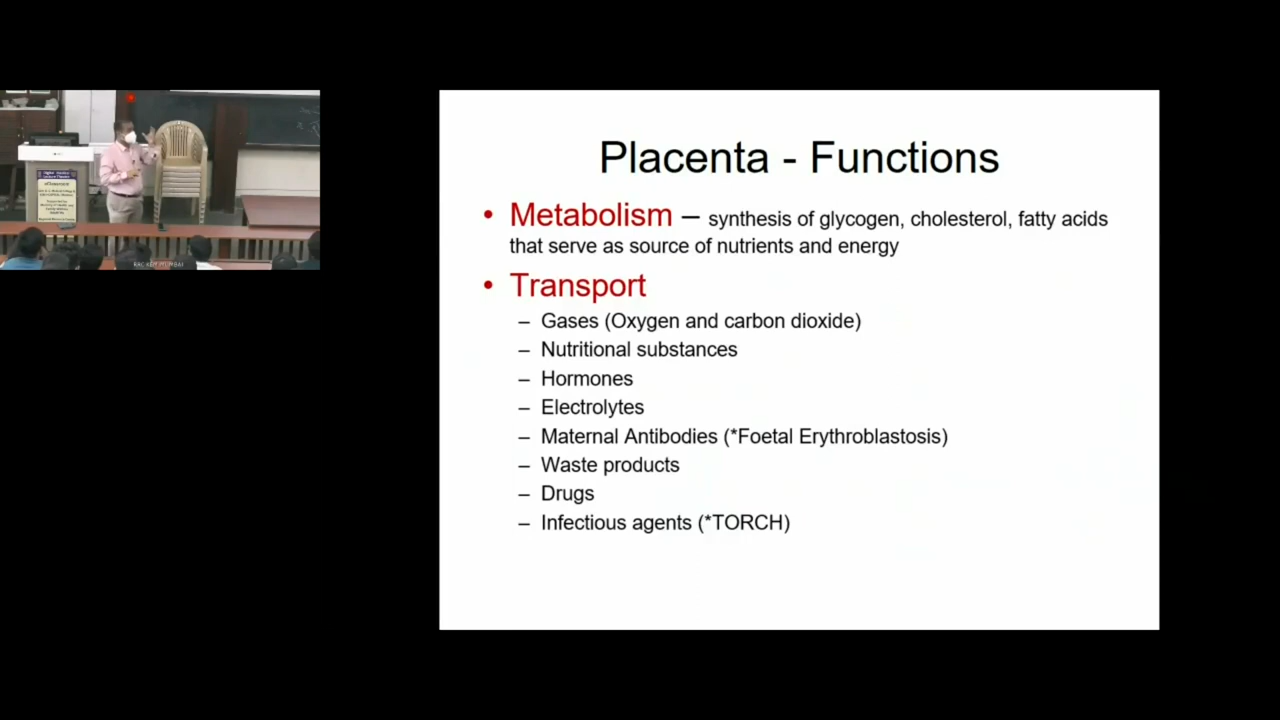 Placenta - Functions
• Metabolism – synthesis of glycogen, cholesterol, fatty acids
that serve as source of nutrients and energy
• Transport
– Gases (Oxygen and carbon dioxide)
– Nutritional substances
– Hormones
– Electrolytes
– Maternal Antibodies (*Foetal Erythroblastosis)
– Waste products
– Drugs
– Infectious agents (*TORCH)